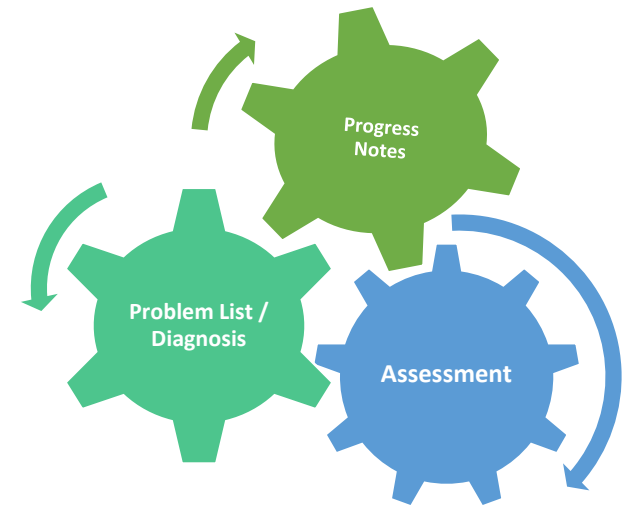 Progress
Notes
Problem List /
Diagnosis
Assessment